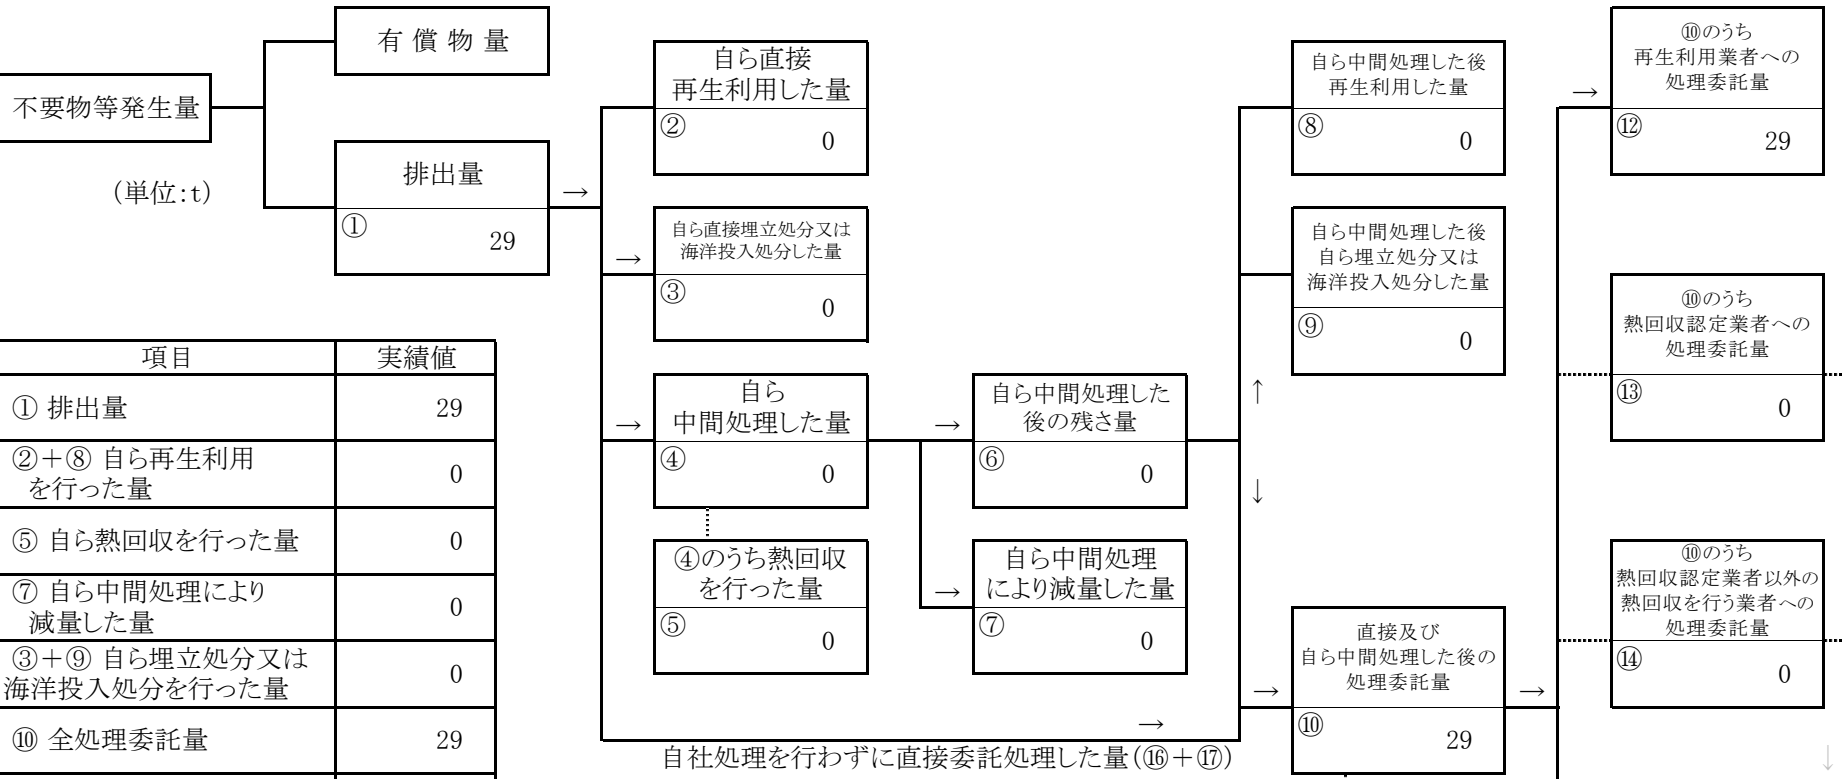 有 償 物 量
不要物等発生量
(単位:t)
排出量
①
29
→
自ら直接
再生利用した量
②
0
→
自ら直接埋立処分又は
海洋投入処分した量
③
0
→
自ら
中間処理した量
④
0
④のうち熱回収
を行った量
⑤
0
→
自ら中間処理した
後の残さ量
⑥
0
→
自ら中間処理
により減量した量
⑦
0
自ら中間処理した後
再生利用した量
⑧
0
自ら中間処理した後
自ら埋立処分又は
海洋投入処分した量
⑨
0
↑
↓
→
自社処理を行わずに直接委託処理した量(⑯+⑰)
→
直接及び
自ら中間処理した後の
処理委託量
⑩
29
→
→
⑩のうち
再生利用業者への
処理委託量
⑫
29
⑩のうち
熱回収認定業者への
処理委託量
⑬
0
⑩のうち
熱回収認定業者以外の
熱回収を行う業者への
処理委託量
⑭
0
↓
項目 実績値
① 排出量 29
②+⑧ 自ら再生利用
を行った量 0
⑤ 自ら熱回収を行った量 0
⑦ 自ら中間処理により
減量した量 0
③+⑨ 自ら埋立処分又は
海洋投入処分を行った量 0
⑩ 全処理委託量 29